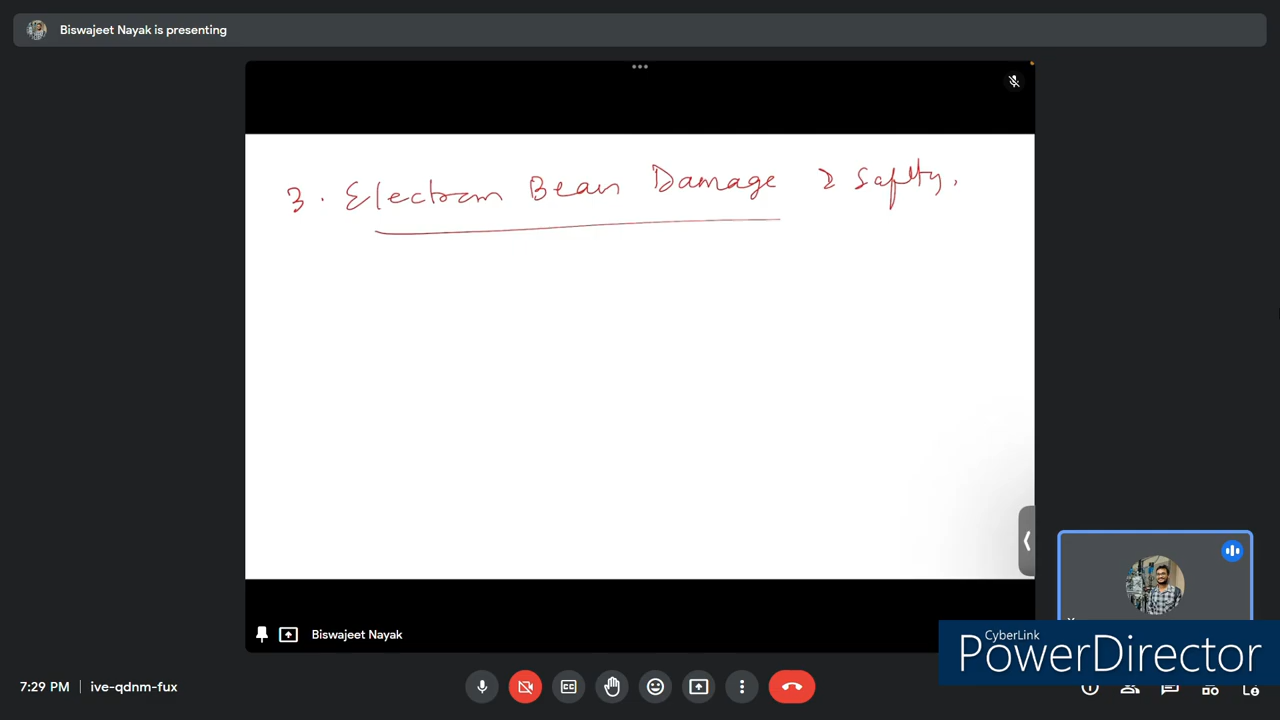 Biswajeet Nayak is presenting
3. Electron Beam Damage & Safety.
Biswajeet Nayak
CyberLink
PowerDirector
7:29 PM | ive-qdnm-fux